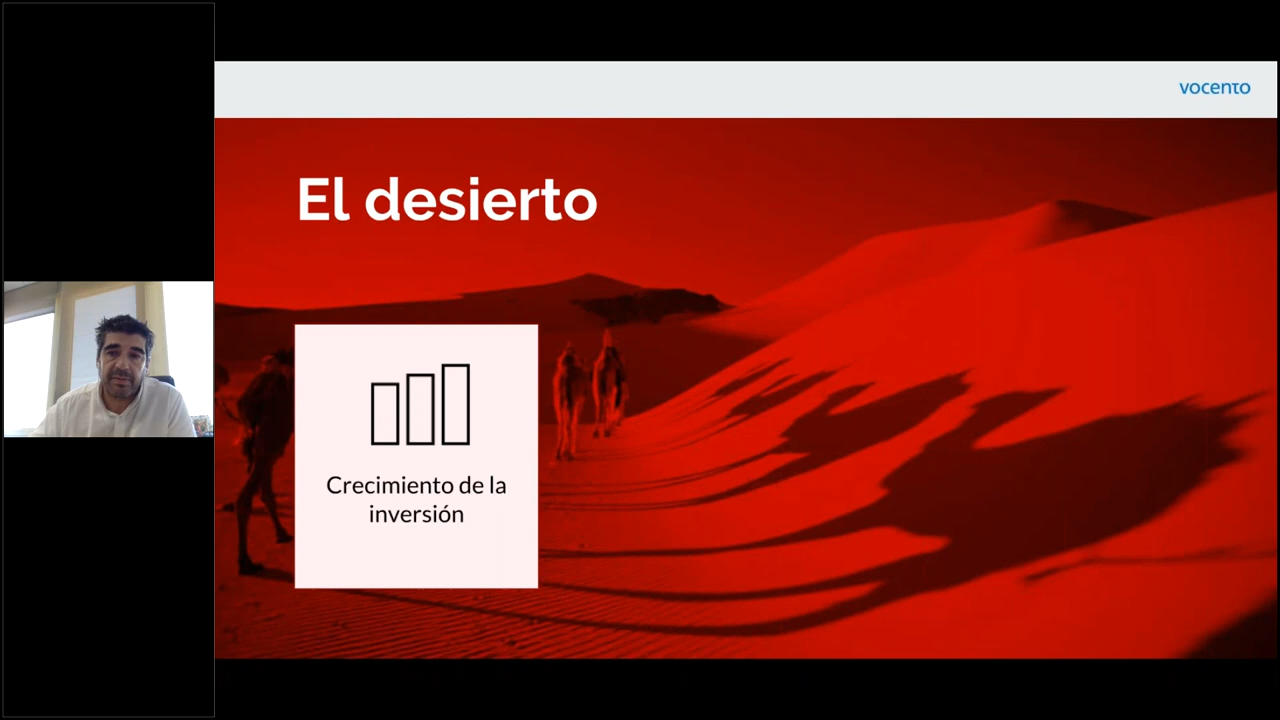 vocento
El desierto
Crecimiento de la
inversión